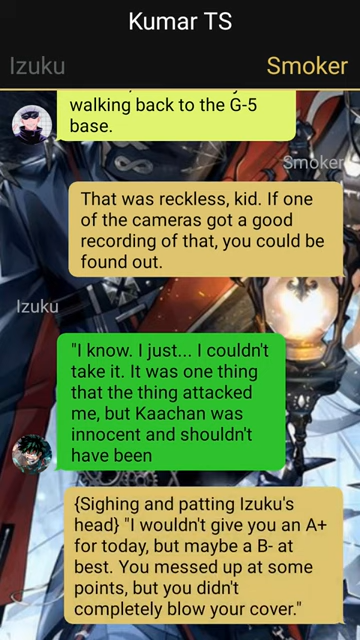 Kumar TS
Izuku
Smoker
walking back to the G-5
base.
Smoker
That was reckless, kid. If one
of the cameras got a good
recording of that, you could be
found out.
Izuku
"I know. I just... I couldn't
take it. It was one thing
that the thing attacked
me, but Kaachan was
innocent and shouldn't
have been
{Sighing and patting Izuku's
head} "I wouldn't give you an A+
for today, but maybe a B- at
best. You messed up at some
points, but you didn't
completely blow your cover."